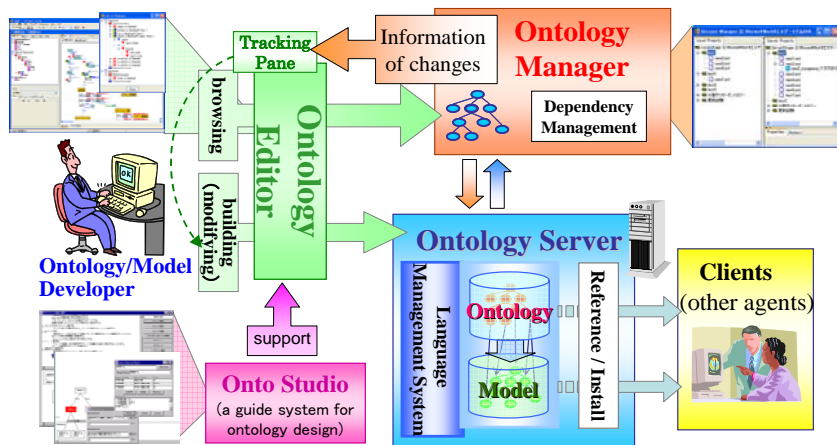 Tracking
Pane
Information
of changes
Ontology
Manager
Dependency
Management
browsing
Ontology
Editor
building
(modifying)
OK
Ontology/Model
Developer
Ontology Server
Language
Management System
Ontology
Model
Reference / Install
Clients
(other agents)
support
Onto Studio
(a guide system for
ontology design)